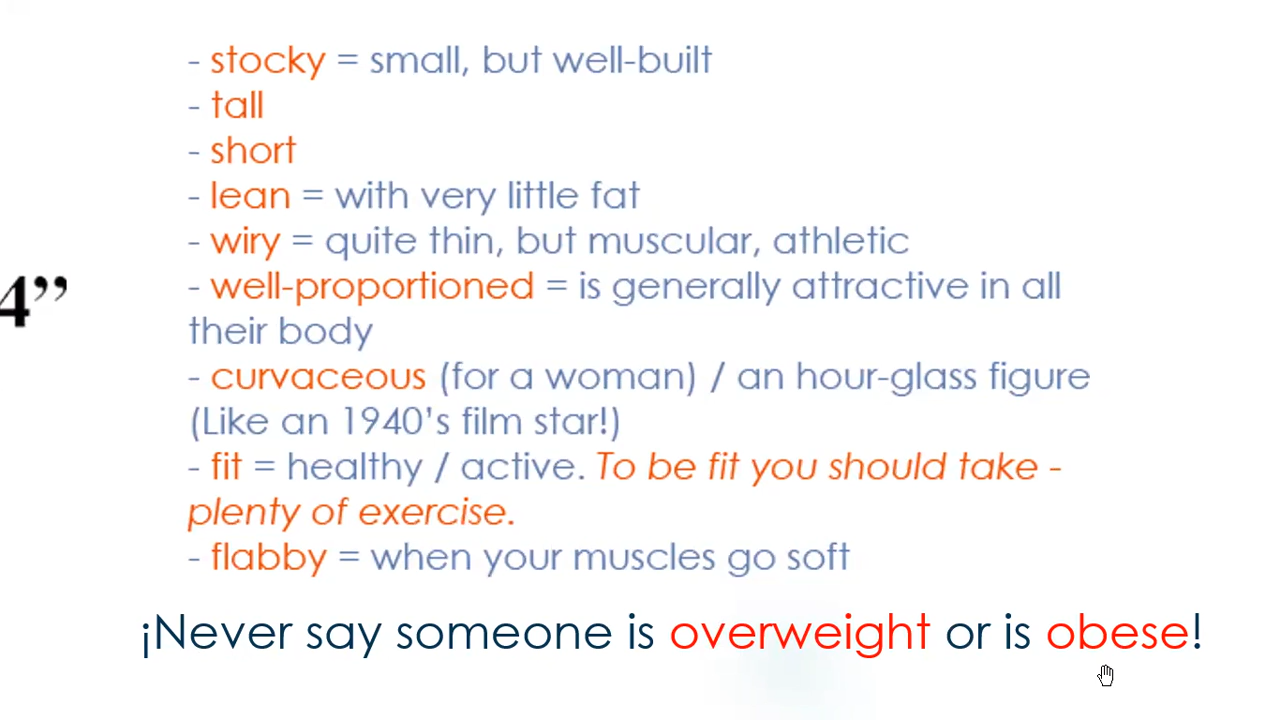 - stocky = small, but well-built
- tall
- short
- lean = with very little fat
- wiry = quite thin, but muscular, athletic
4”
- well-proportioned = is generally attractive in all
their body
- curvaceous (for a woman) / an hour-glass figure
(Like an 1940’s film star!)
- fit = healthy / active. To be fit you should take -
plenty of exercise.
- flabby = when your muscles go soft
¡Never say someone is overweight or is obese!